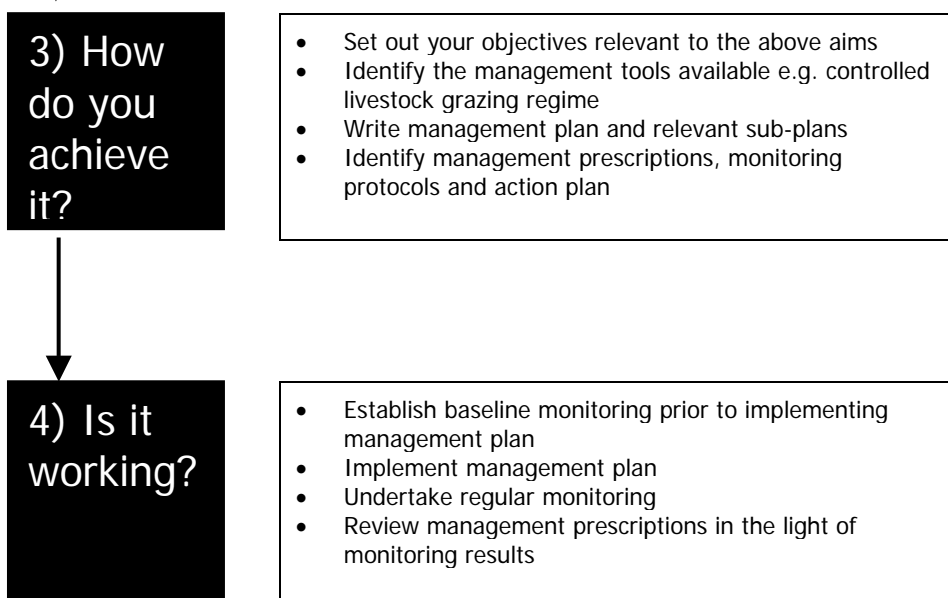 3) How
do you
achieve
it?
• Set out your objectives relevant to the above aims
• Identify the management tools available e.g. controlled
livestock grazing regime
• Write management plan and relevant sub-plans
• Identify management prescriptions, monitoring
protocols and action plan
4) Is it
working?
• Establish baseline monitoring prior to implementing
management plan
• Implement management plan
• Undertake regular monitoring
• Review management prescriptions in the light of
monitoring results